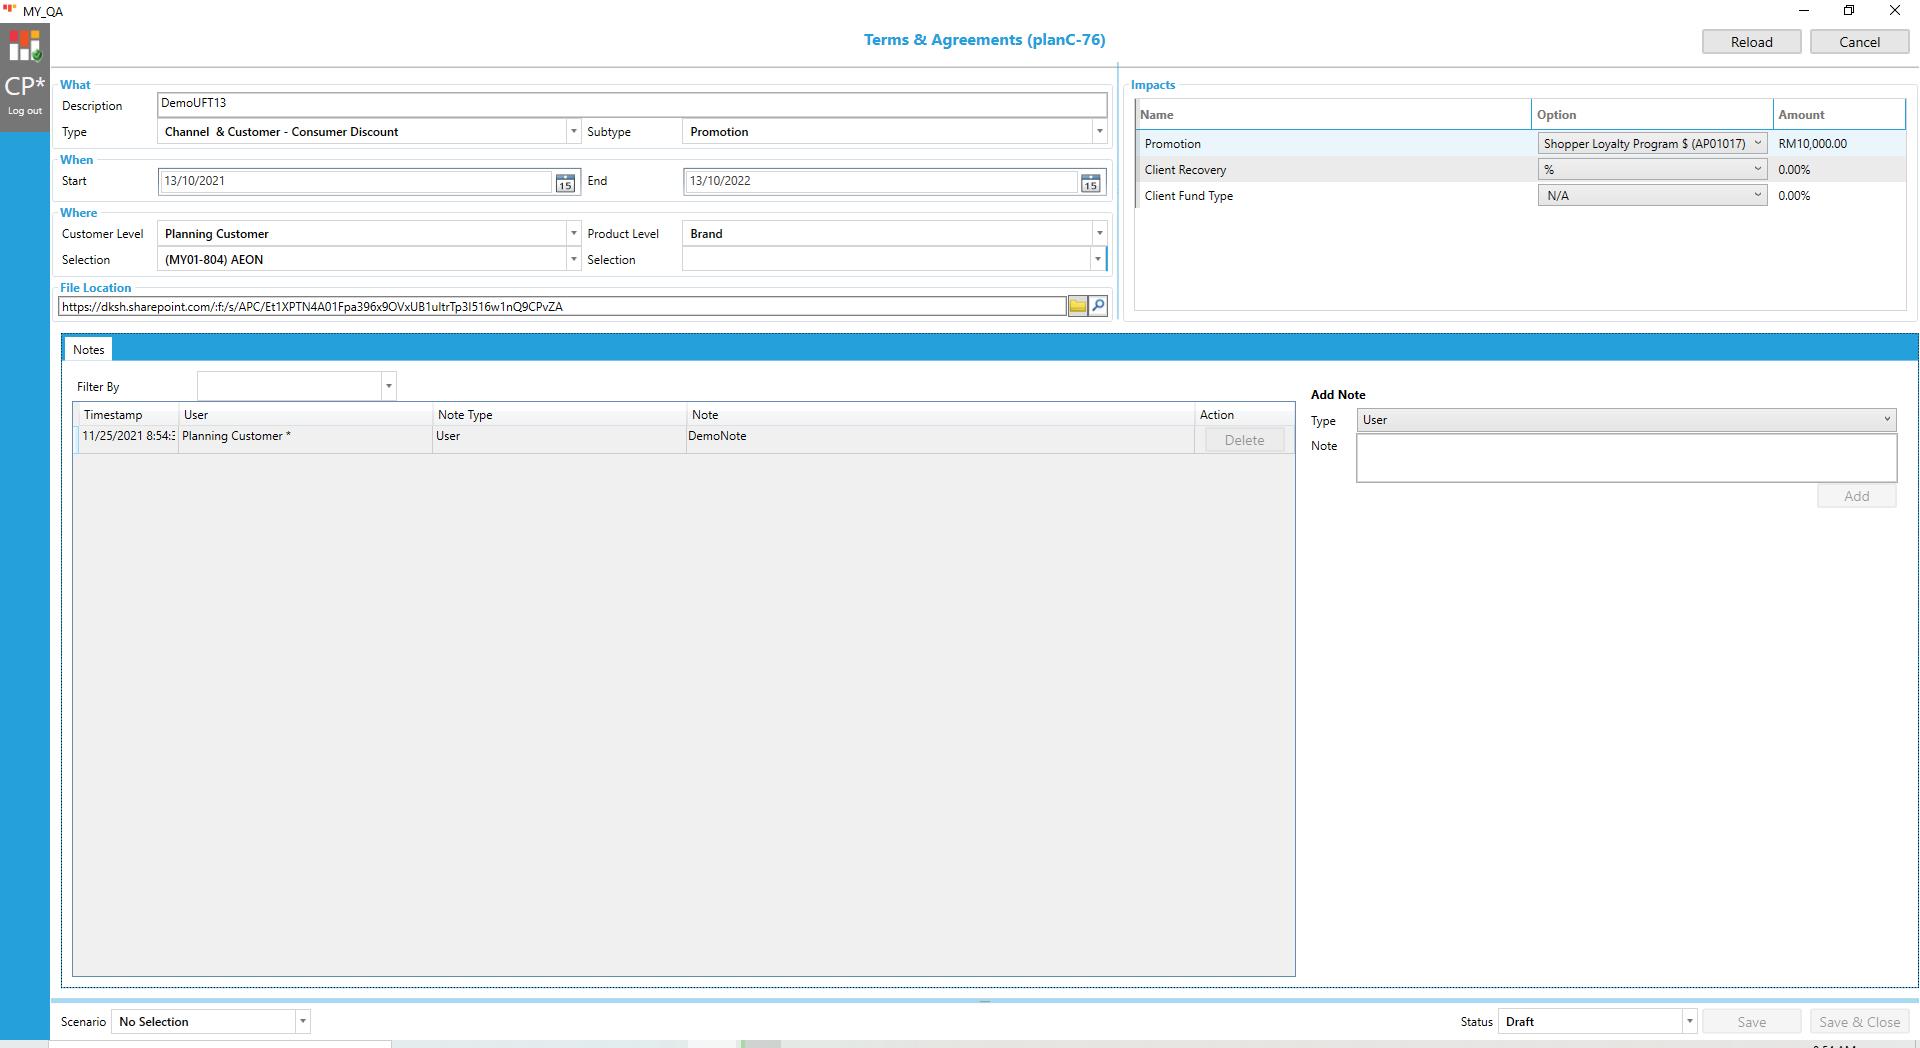 MY_QA
CP*
Log out
Terms & Agreements (planC-76)
Reload
Cancel
What
Description DemoUFT13
Type Channel & Customer - Consumer Discount Subtype Promotion
When
Start 13/10/2021 15 End 13/10/2022 15
Where
Customer Level Planning Customer Product Level Brand
Selection (MY01-804) AEON Selection
File Location
https://dksh.sharepoint.com/:f:/s/APC/Et1XPTN4A01Fpa396x9OVxUB1ultrTp3I516w1nQ9CPvZA
Impacts
Name Option Amount
Promotion Shopper Loyalty Program $ (AP01017) RM10,000.00
Client Recovery % 0.00%
Client Fund Type N/A 0.00%
Notes
Filter By
Timestamp User Note Type Note Action
11/25/2021 8:54: Planning Customer * User DemoNote Delete
Add Note
Type User
Note
Add
Scenario No Selection
Status Draft Save Save & Close